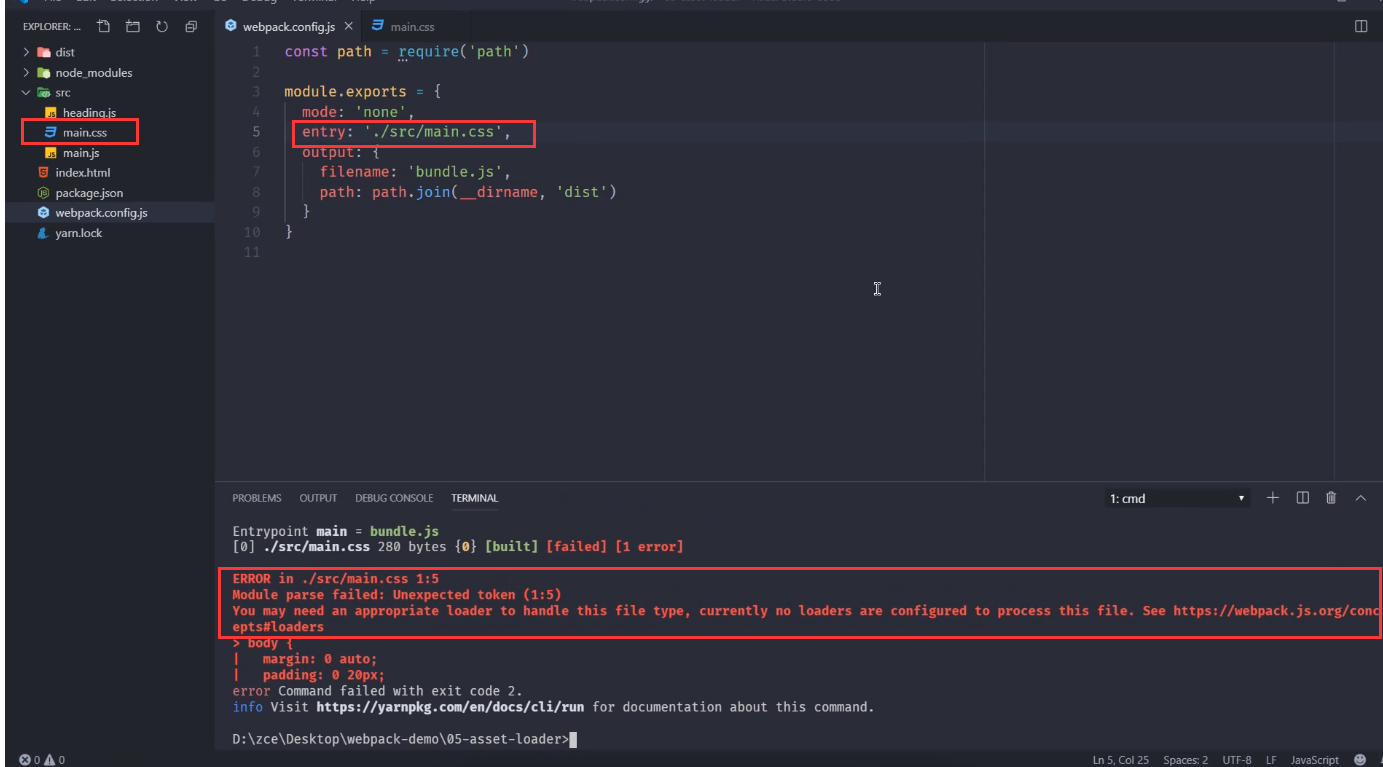 EXPLORER: ...
webpack.config.js
main.css
dist
node_modules
src
heading.js
main.css
main.js
index.html
package.json
webpack.config.js
yarn.lock
1 const path = require('path')
2
3 module.exports = {
4 mode: 'none',
5 entry: './src/main.css',
6 output: {
7 filename: 'bundle.js',
8 path: path.join(__dirname, 'dist')
9 }
10 }
11
PROBLEMS OUTPUT DEBUG CONSOLE TERMINAL 1: cmd
Entrypoint main = bundle.js
[0] ./src/main.css 280 bytes {0} [built] [failed] [1 error]
ERROR in ./src/main.css 1:5
Module parse failed: Unexpected token (1:5)
You may need an appropriate loader to handle this file type, currently no loaders are configured to process this file. See https://webpack.js.org/conc
epts#loaders
> body {
|   margin: 0 auto;
|   padding: 0 20px;
error Command failed with exit code 2.
info Visit https://yarnpkg.com/en/docs/cli/run for documentation about this command.
D:\zce\Desktop\webpack-demo\05-asset-loader>
0 0 Ln 5, Col 25 Spaces: 2 UTF-8 LF JavaScript